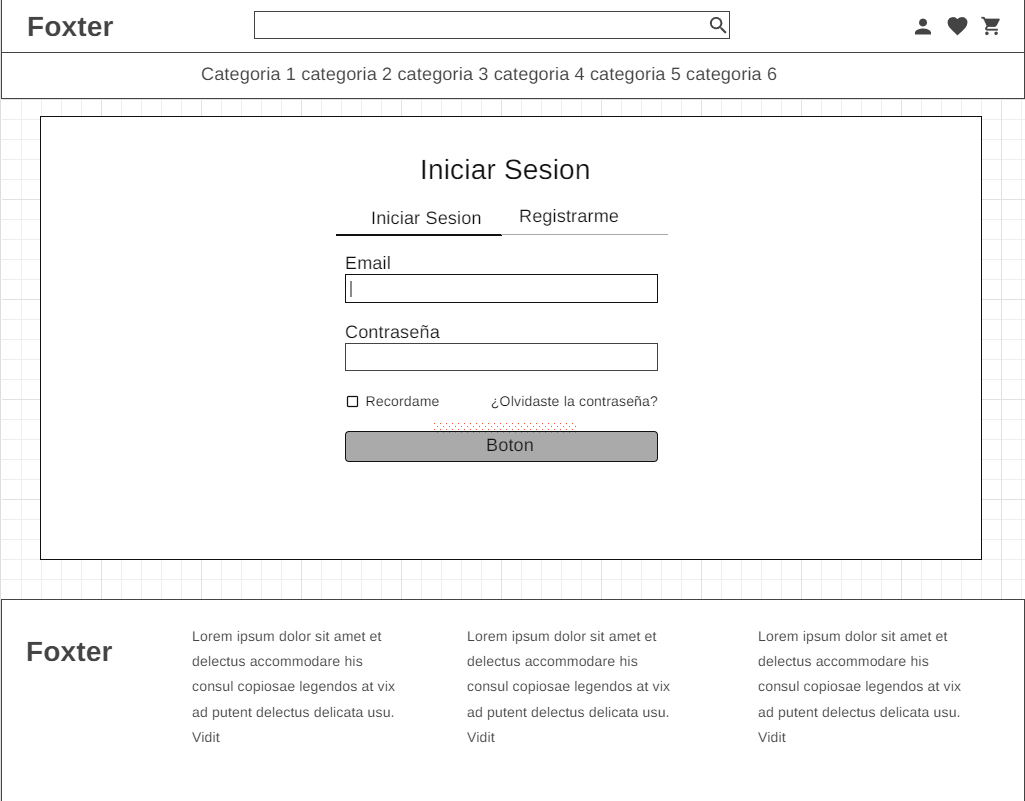 Foxter
Categoria 1 categoria 2 categoria 3 categoria 4 categoria 5 categoria 6
Iniciar Sesion
Iniciar Sesion
Registrarme
Email
Contraseña
Recordame
¿Olvidaste la contraseña?
Boton
Foxter
Lorem ipsum dolor sit amet et
delectus accommodare his
consul copiosae legendos at vix
ad putent delectus delicata usu.
Vidit
Lorem ipsum dolor sit amet et
delectus accommodare his
consul copiosae legendos at vix
ad putent delectus delicata usu.
Vidit
Lorem ipsum dolor sit amet et
delectus accommodare his
consul copiosae legendos at vix
ad putent delectus delicata usu.
Vidit